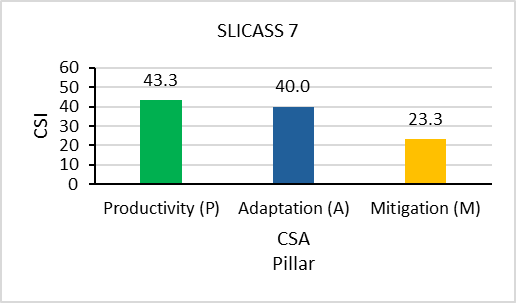 SLICASS 7
60
50
40
30
20
10
0
CSI
43.3
40.0
23.3
Productivity (P)
Adaptation (A)
Mitigation (M)
CSA
Pillar